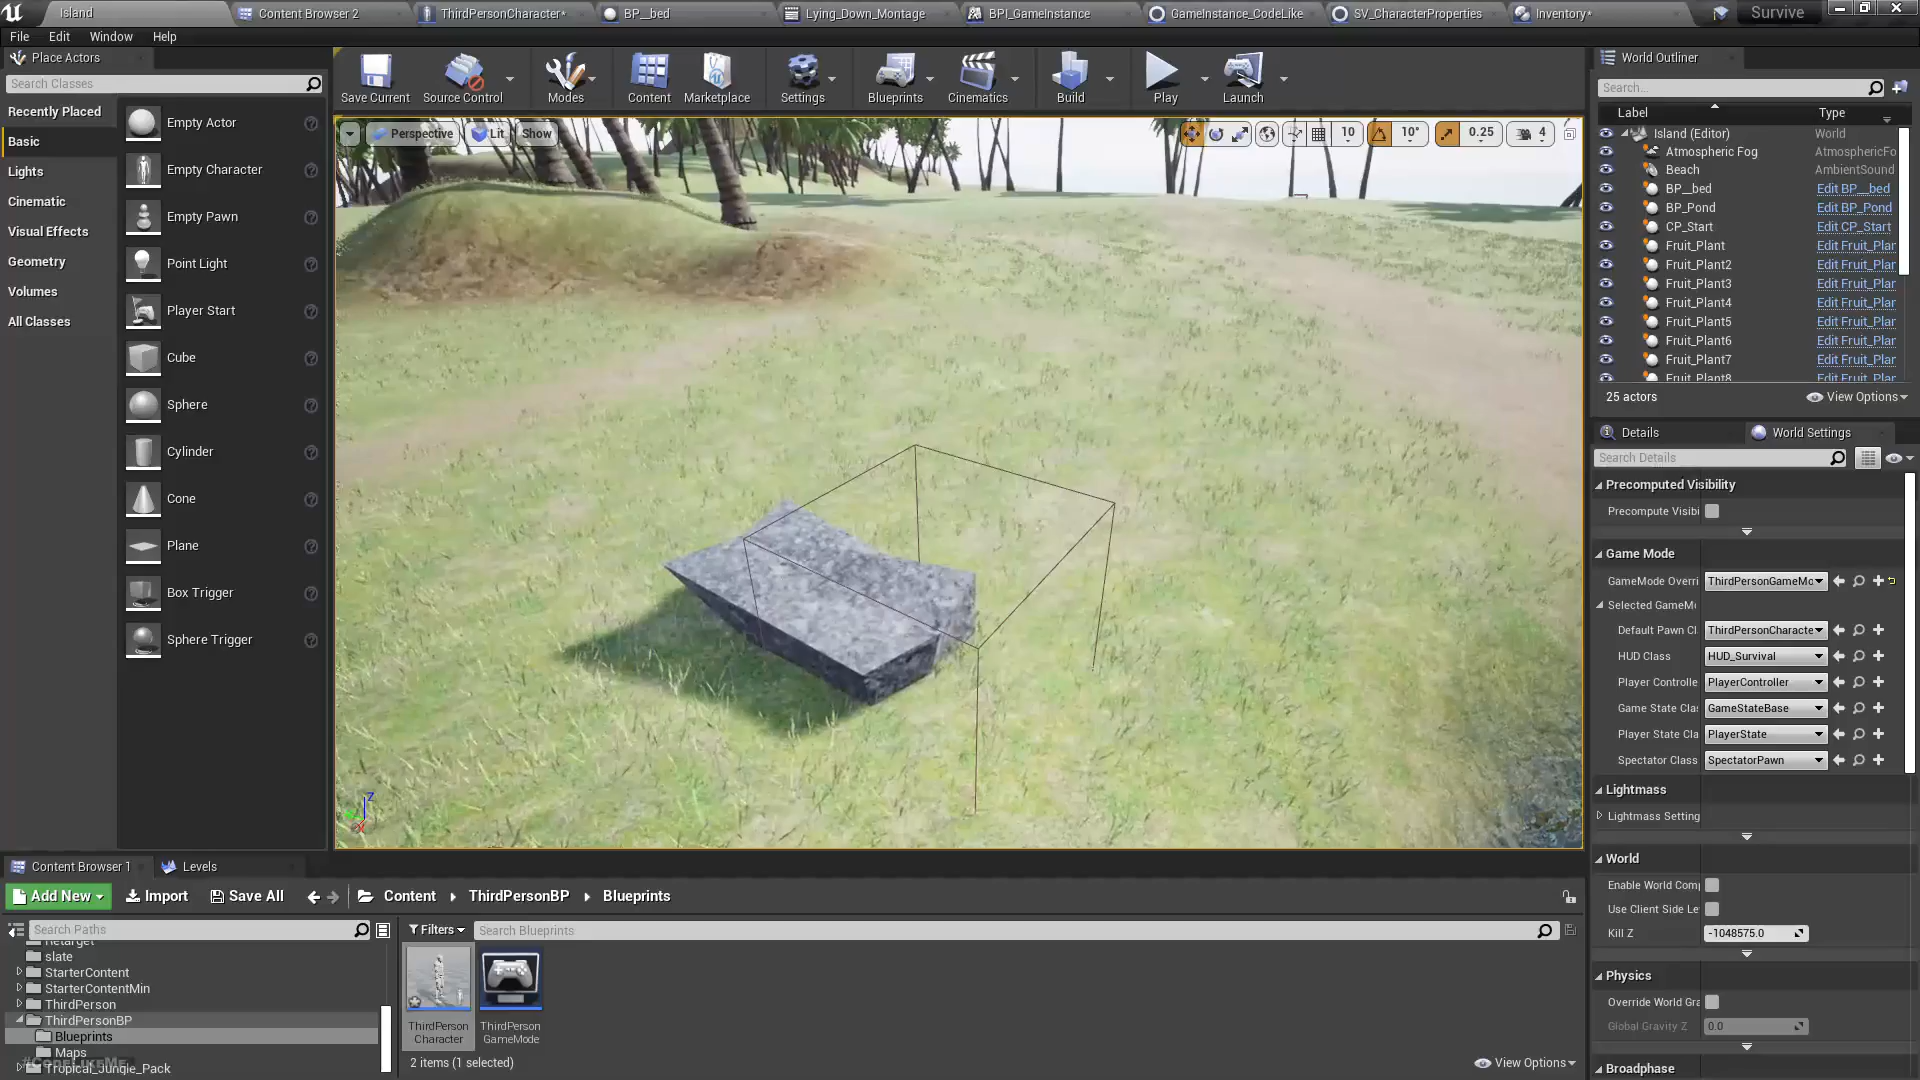 Island
Content Browser 2
ThirdPersonCharacter*
BP__bed
Lying_Down_Montage
BPI_GameInstance
GameInstance_CodeLike
SV_CharacterProperties
Inventory*
Survive
File Edit Window Help
Place Actors
Search Classes
Recently Placed
Basic
Lights
Cinematic
Visual Effects
Geometry
Volumes
All Classes
Empty Actor
Empty Character
Empty Pawn
Point Light
Player Start
Cube
Sphere
Cylinder
Cone
Plane
Box Trigger
Sphere Trigger
Save Current
Source Control
Modes
Content
Marketplace
Settings
Blueprints
Cinematics
Build
Play
Launch
Perspective
Lit
Show
10
10°
0.25
4
Z
World Outliner
Search...
Label Type
Island (Editor) World
Atmospheric Fog AtmosphericFo
Beach AmbientSound
BP__bed Edit BP__bed
BP_Pond Edit BP_Pond
CP_Start Edit CP_Start
Fruit_Plant Edit Fruit_Plar
Fruit_Plant2 Edit Fruit_Plar
Fruit_Plant3 Edit Fruit_Plar
Fruit_Plant4 Edit Fruit_Plar
Fruit_Plant5 Edit Fruit_Plar
Fruit_Plant6 Edit Fruit_Plar
Fruit_Plant7 Edit Fruit_Plar
Fruit_Plant8 Edit Fruit_Plar
25 actors
View Options
Details
World Settings
Search Details
Precomputed Visibility
Precompute Visibi
Game Mode
GameMode Overri ThirdPersonGameMo
Selected GameM
Default Pawn Cl ThirdPersonCharacte
HUD Class HUD_Survival
Player Controlle PlayerController
Game State Clas GameStateBase
Player State Cla PlayerState
Spectator Class SpectatorPawn
Lightmass
Lightmass Setting
World
Enable World Comp
Use Client Side Le
Kill Z -1048575.0
Physics
Override World Gra
Global Gravity Z 0.0
Broadphase
Content Browser 1
Levels
Add New
Import
Save All
Content
ThirdPersonBP
Blueprints
Search Paths
Filters
Search Blueprints
Retarget
slate
StarterContent
StarterContentMin
ThirdPerson
ThirdPersonBP
Blueprints
Maps
Tropical_Jungle_Pack
#CodeLikeMe
ThirdPerson
Character
ThirdPerson
GameMode
2 items (1 selected)
View Options